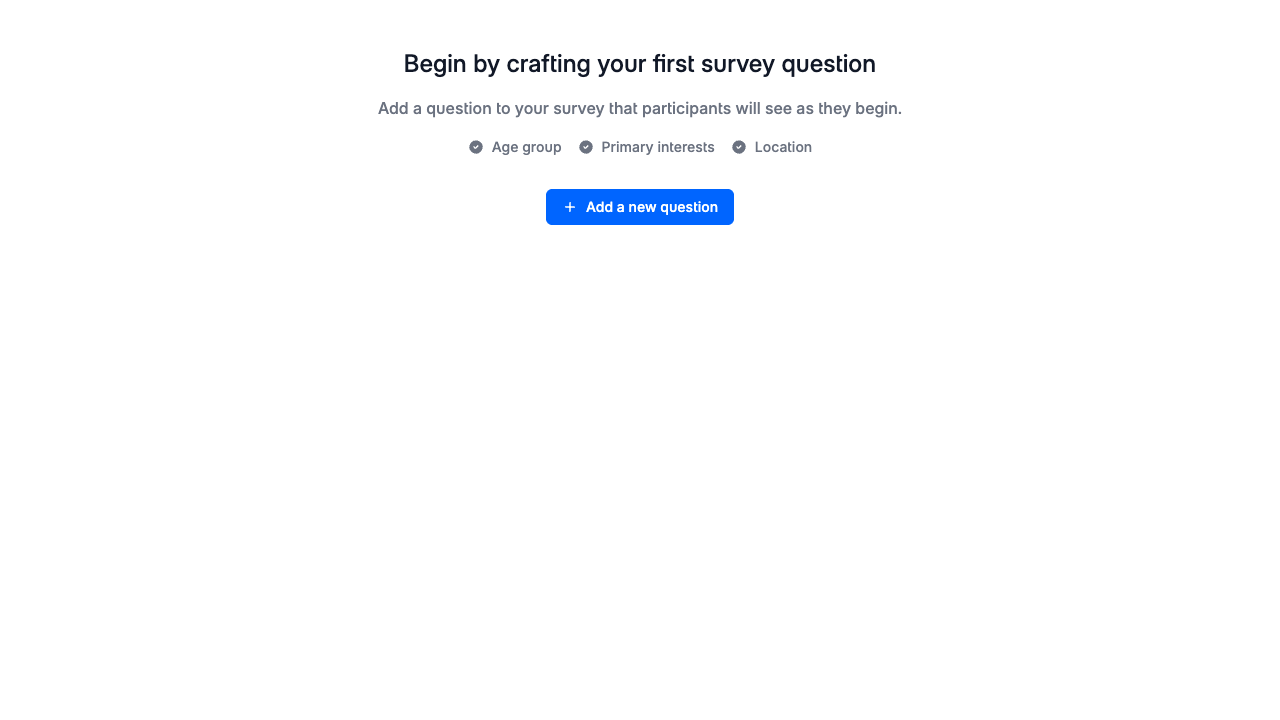 Begin by crafting your first survey question
Add a question to your survey that participants will see as they begin.
Age group Primary interests Location
Add a new question